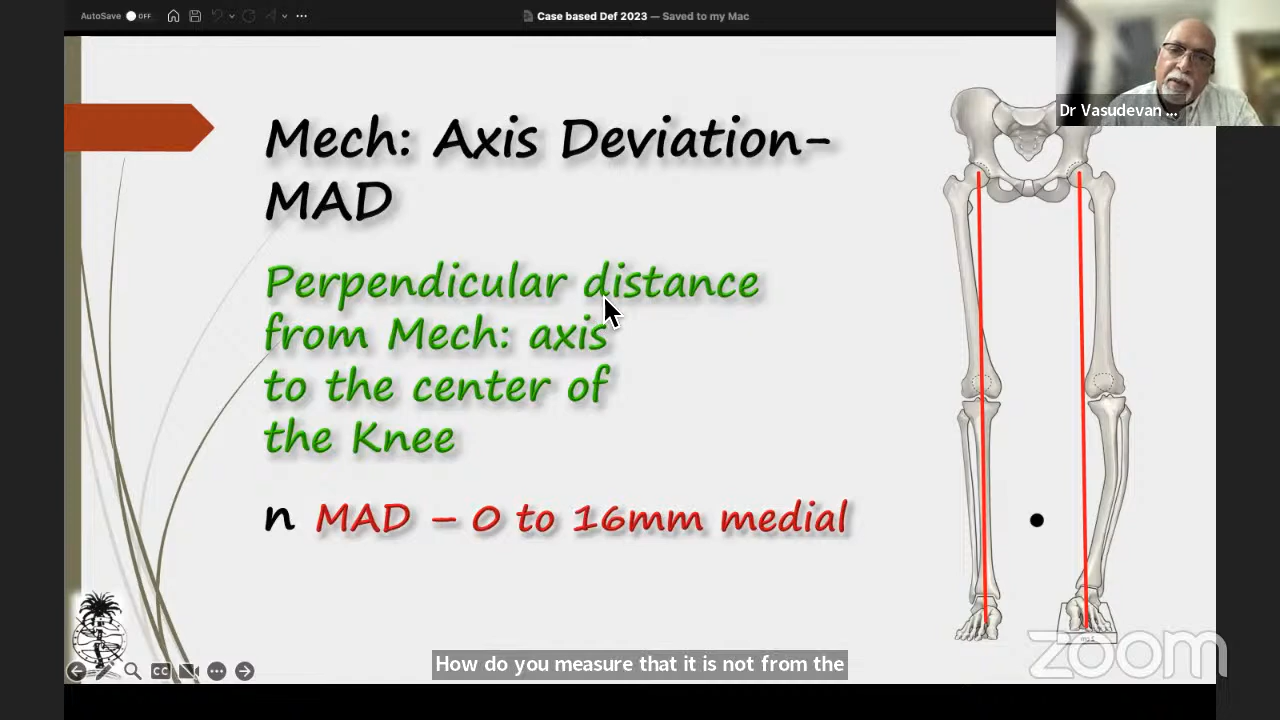 AutoSave OFF
Case based Def 2023 — Saved to my Mac
Dr Vasudevan ...
Mech: Axis Deviation-
MAD
Perpendicular distance
from Mech: axis
to the center of
the Knee
n MAD – 0 to 16mm medial
CC
How do you measure that it is not from the
zoom